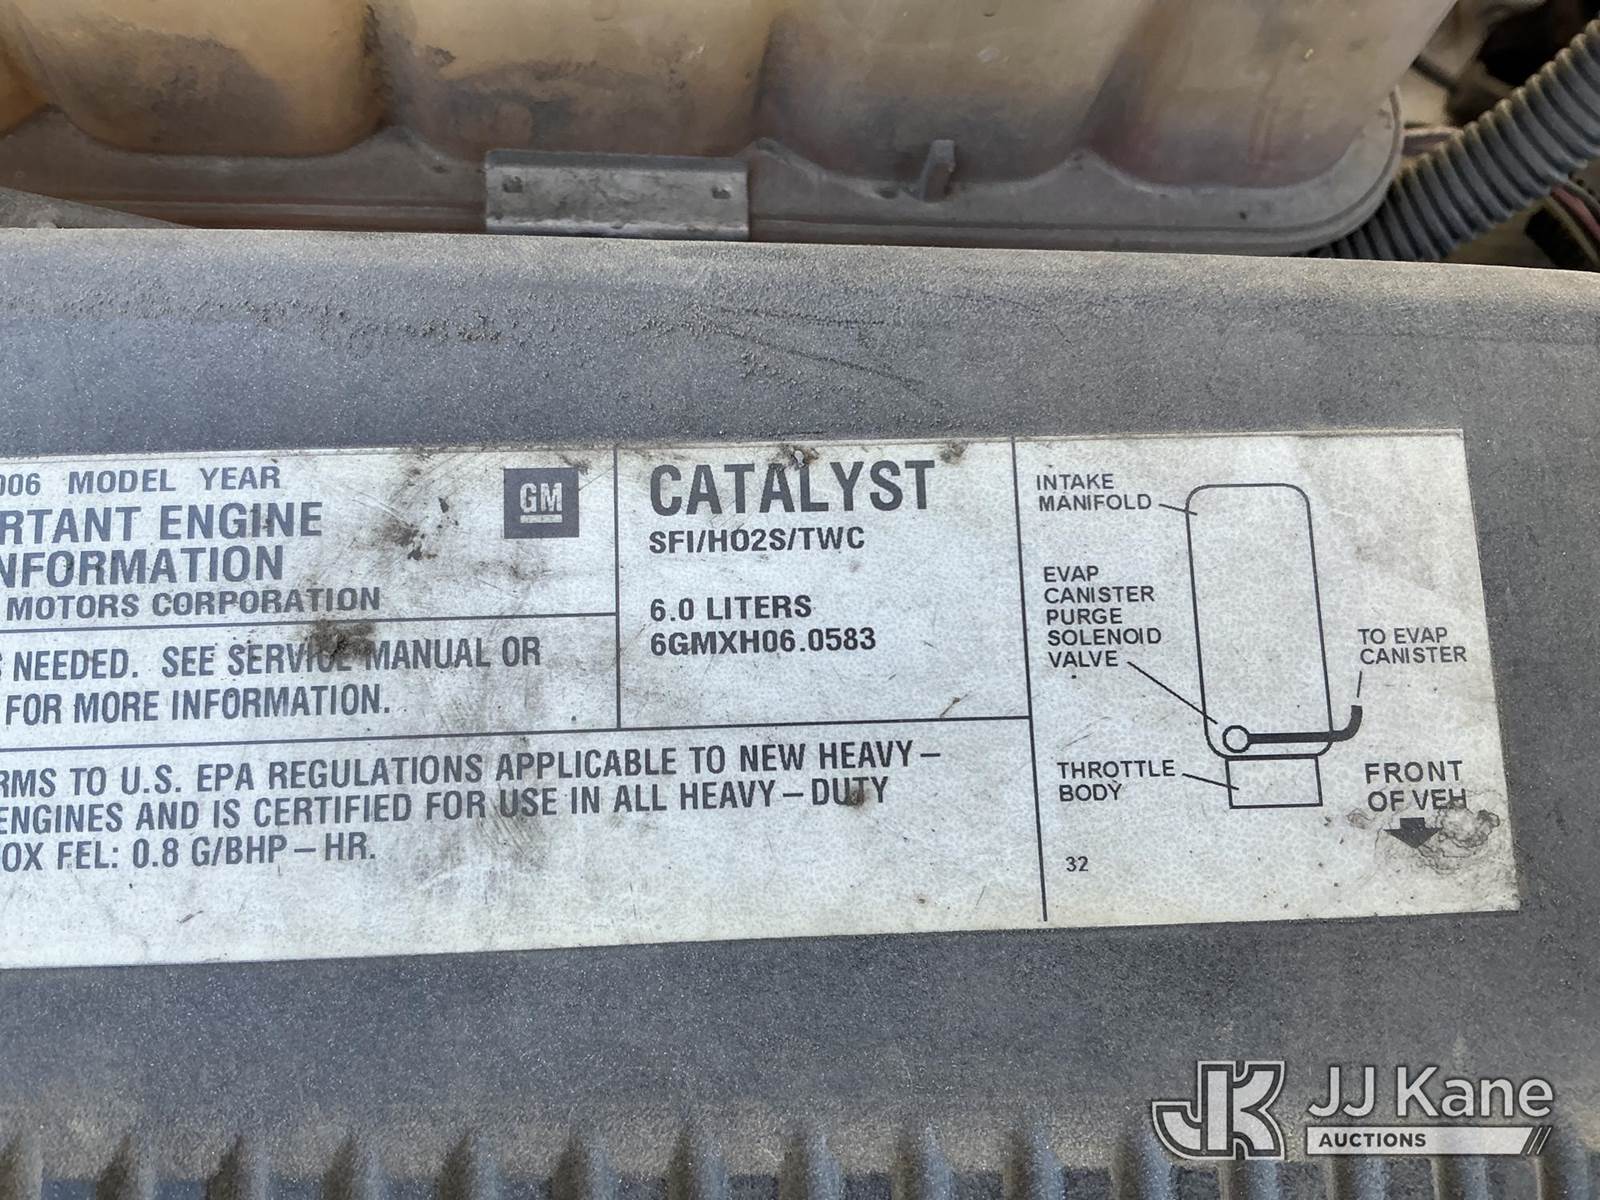 006 MODEL YEAR
RTANT ENGINE
NFORMATION
MOTORS CORPORATION
GM
NEEDED. SEE SERVICE MANUAL OR
FOR MORE INFORMATION.
CATALYST
SFI/HO2S/TWC
6.0 LITERS
6GMXH06.0583
RMS TO U.S. EPA REGULATIONS APPLICABLE TO NEW HEAVY-
ENGINES AND IS CERTIFIED FOR USE IN ALL HEAVY-DUTY
OX FEL: 0.8 G/BHP-HR.
INTAKE
MANIFOLD
EVAP
CANISTER
PURGE
SOLENOID
VALVE
TO EVAP
CANISTER
THROTTLE
BODY
FRONT
OF VEH
32
JK
JJ Kane
AUCTIONS